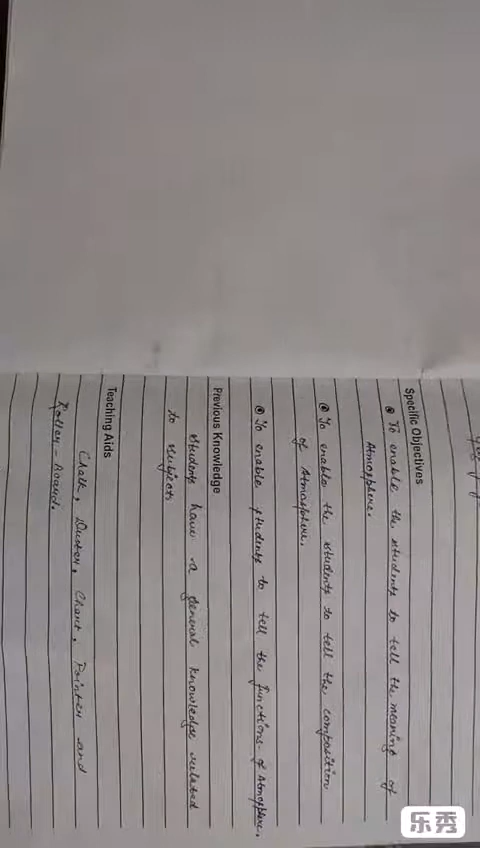 Specific Objectives
To enable the students to tell the meaning of
Atmosphere.
To enable the students to tell the composition
of Atmosphere.
To enable students to tell the functions of Atmosphere.
Previous Knowledge
students have a general knowledge related
to subject.
Teaching Aids
Chalk, Duster, Chart, Pointer and
Roller-Board.
乐秀